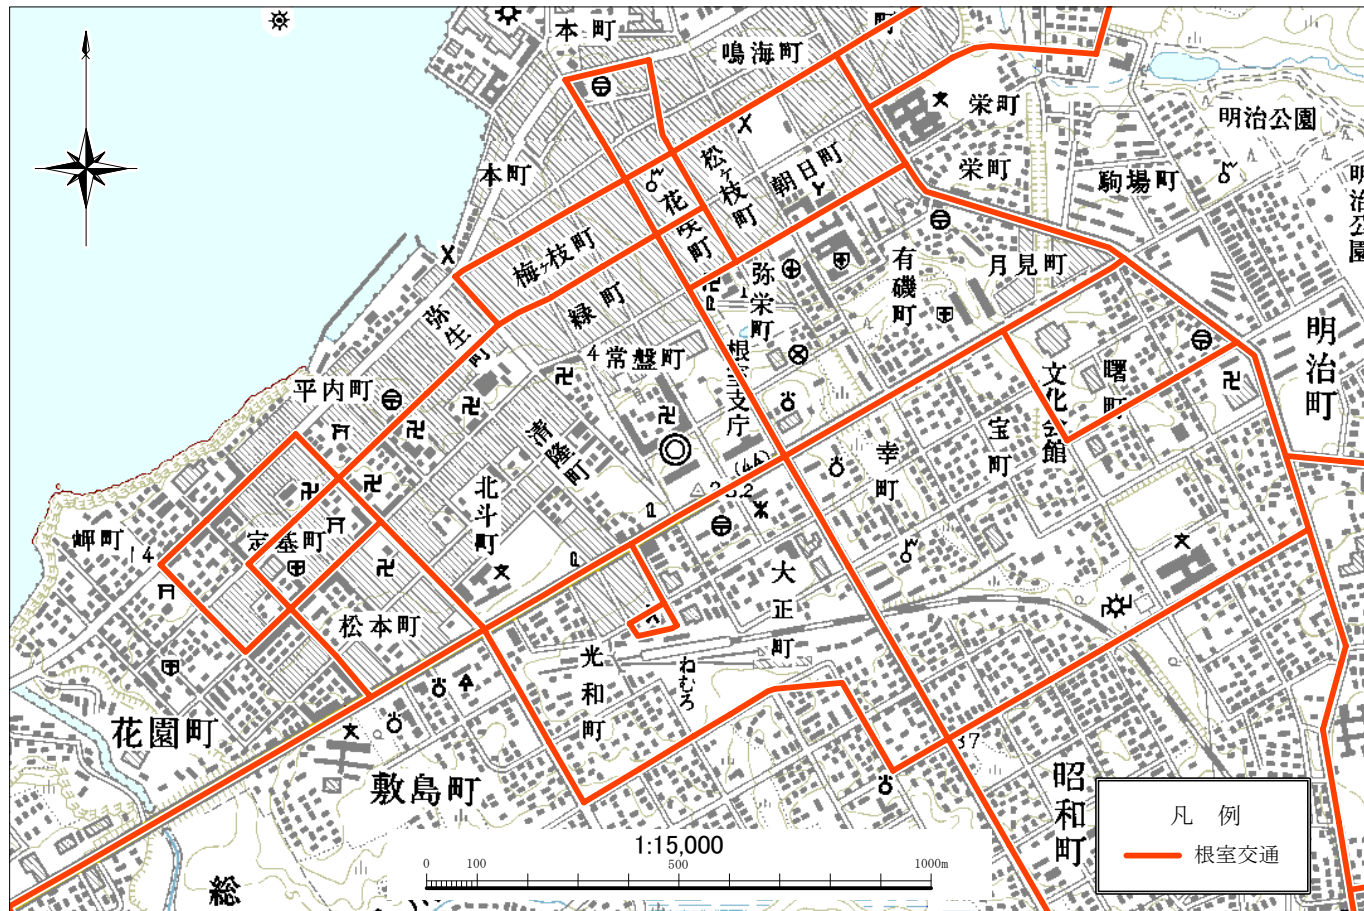 本町
鳴海町
町
栄町
明治公園
本町
松ヶ枝町
朝日町
栄町
駒場町
明治公園
花咲町
梅ヶ枝町
弥栄町
有磯町
月見町
緑町
弥生町
4
常盤町
根室支庁
明治町
平内町
文化会館
曙町
清隆町
宝町
幸町
北斗町
(44)
23.2
岬町
14
定基町
大正町
松本町
光和町
ねむろ
花園町
敷島町
37
昭和町
総
1:15,000
0 100 500 1000m
凡 例
根室交通